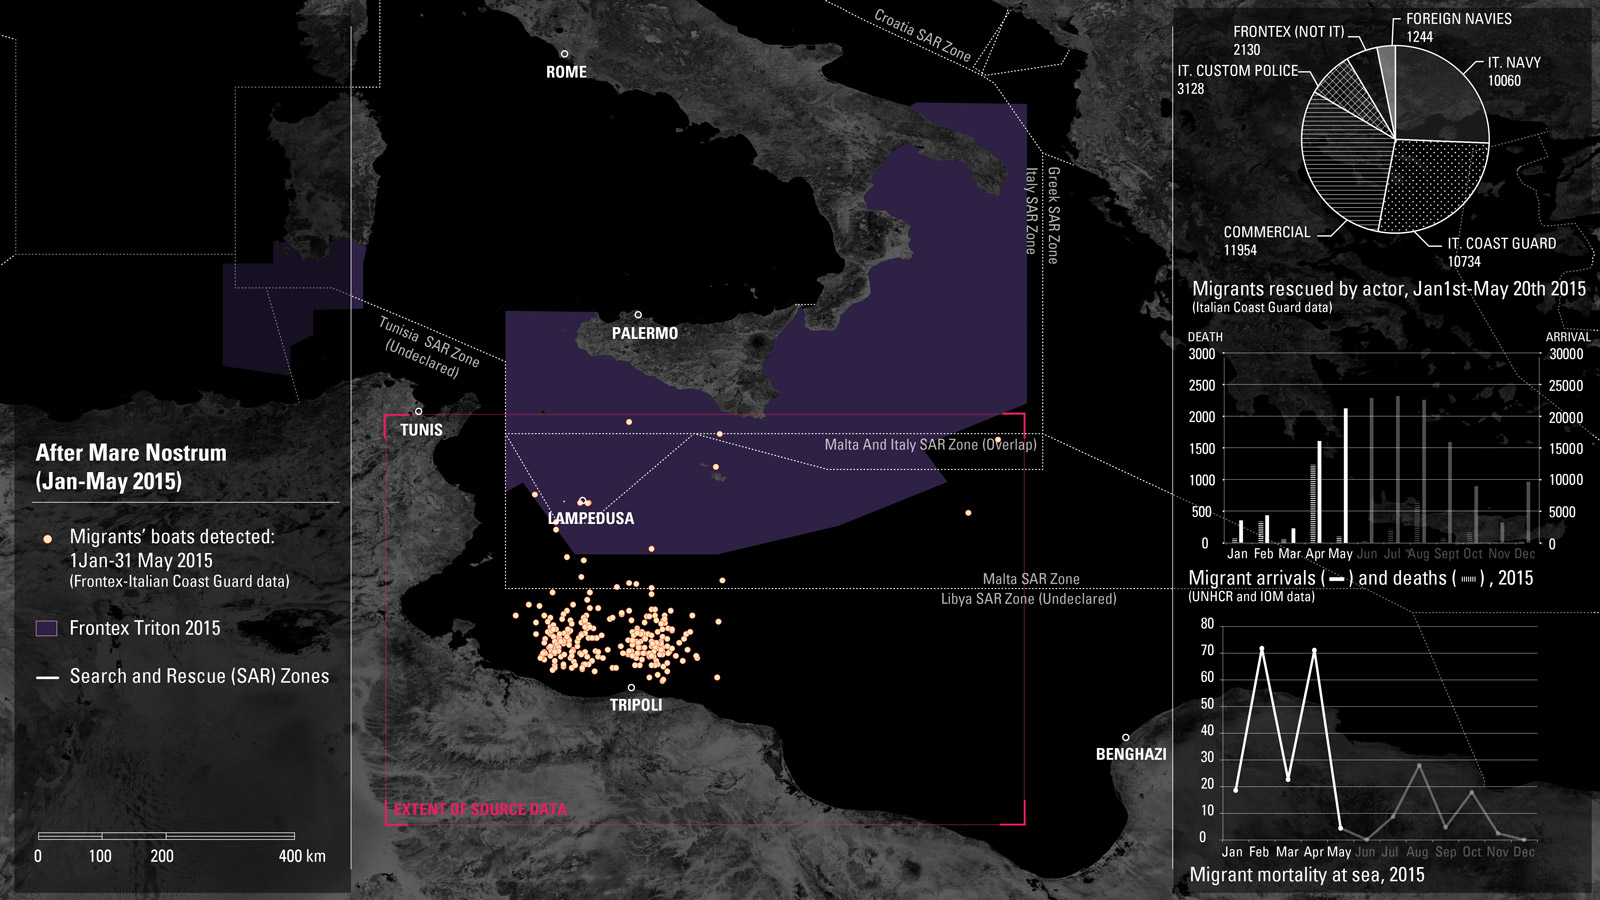 After Mare Nostrum
(Jan-May 2015)
Migrants' boats detected:
1Jan-31 May 2015
(Frontex-Italian Coast Guard data)
Frontex Triton 2015
Search and Rescue (SAR) Zones
0 100 200 400 km
Croatia SAR Zone
ROME
Italy SAR Zone
Greek SAR Zone
PALERMO
Tunisia SAR Zone
(Undeclared)
TUNIS
Malta And Italy SAR Zone (Overlap)
LAMPEDUSA
Malta SAR Zone
Libya SAR Zone (Undeclared)
TRIPOLI
BENGHAZI
EXTENT OF SOURCE DATA
FOREIGN NAVIES
1244
FRONTEX (NOT IT)
2130
IT. NAVY
10060
IT. CUSTOM POLICE
3128
COMMERCIAL
11954
IT. COAST GUARD
10734
Migrants rescued by actor, Jan1st-May 20th 2015
(Italian Coast Guard data)
DEATH ARRIVAL
3000 30000
2500 25000
2000 20000
1500 15000
1000 10000
500 5000
0 0
Jan Feb Mar Apr May Jun Jul Aug Sept Oct Nov Dec
Migrant arrivals ( ) and deaths ( ) , 2015
(UNHCR and IOM data)
80
70
60
50
40
30
20
10
0
Jan Feb Mar Apr May Jun Jul Aug Sep Oct Nov Dec
Migrant mortality at sea, 2015